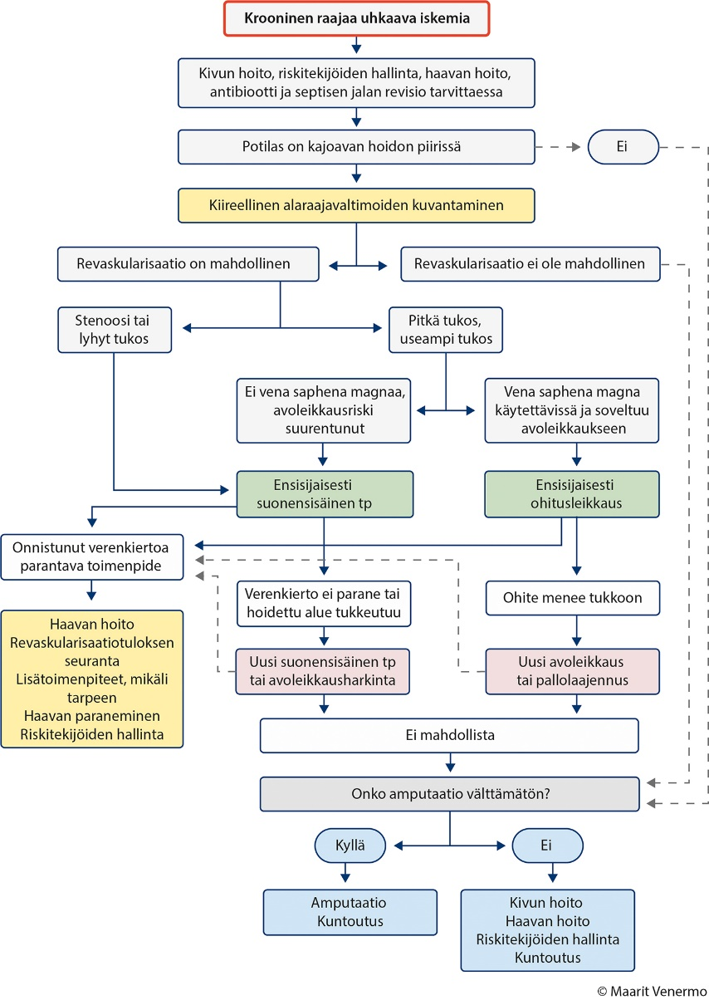 Krooninen raajaa uhkaava iskemia
Kivun hoito, riskitekijöiden hallinta, haavan hoito,
antibiootti ja septisen jalan revisio tarvittaessa
Potilas on kajoavan hoidon piirissä
Ei
Kiireellinen alaraajavaltimoiden kuvantaminen
Revaskularisaatio on mahdollinen
Revaskularisaatio ei ole mahdollinen
Stenoosi tai
lyhyt tukos
Pitkä tukos,
useampi tukos
Ei vena saphena magnaa,
avoleikkausriski
suurentunut
Vena saphena magna
käytettävissä ja soveltuu
avoleikkaukseen
Ensisijaisesti
suonensisäinen tp
Ensisijaisesti
ohitusleikkaus
Onnistunut verenkiertoa
parantava toimenpide
Verenkierto ei parane tai
hoidettu alue tukkeutuu
Ohite menee tukkoon
Haavan hoito
Revaskularisaatiotuloksen
seuranta
Lisätoimenpiteet, mikäli
tarpeen
Haavan paraneminen
Riskitekijöiden hallinta
Uusi suonensisäinen tp
tai avoleikkausharkinta
Uusi avoleikkaus
tai pallolaajennus
Ei mahdollista
Onko amputaatio välttämätön?
Kyllä
Ei
Amputaatio
Kuntoutus
Kivun hoito
Haavan hoito
Riskitekijöiden hallinta
Kuntoutus
© Maarit Venermo